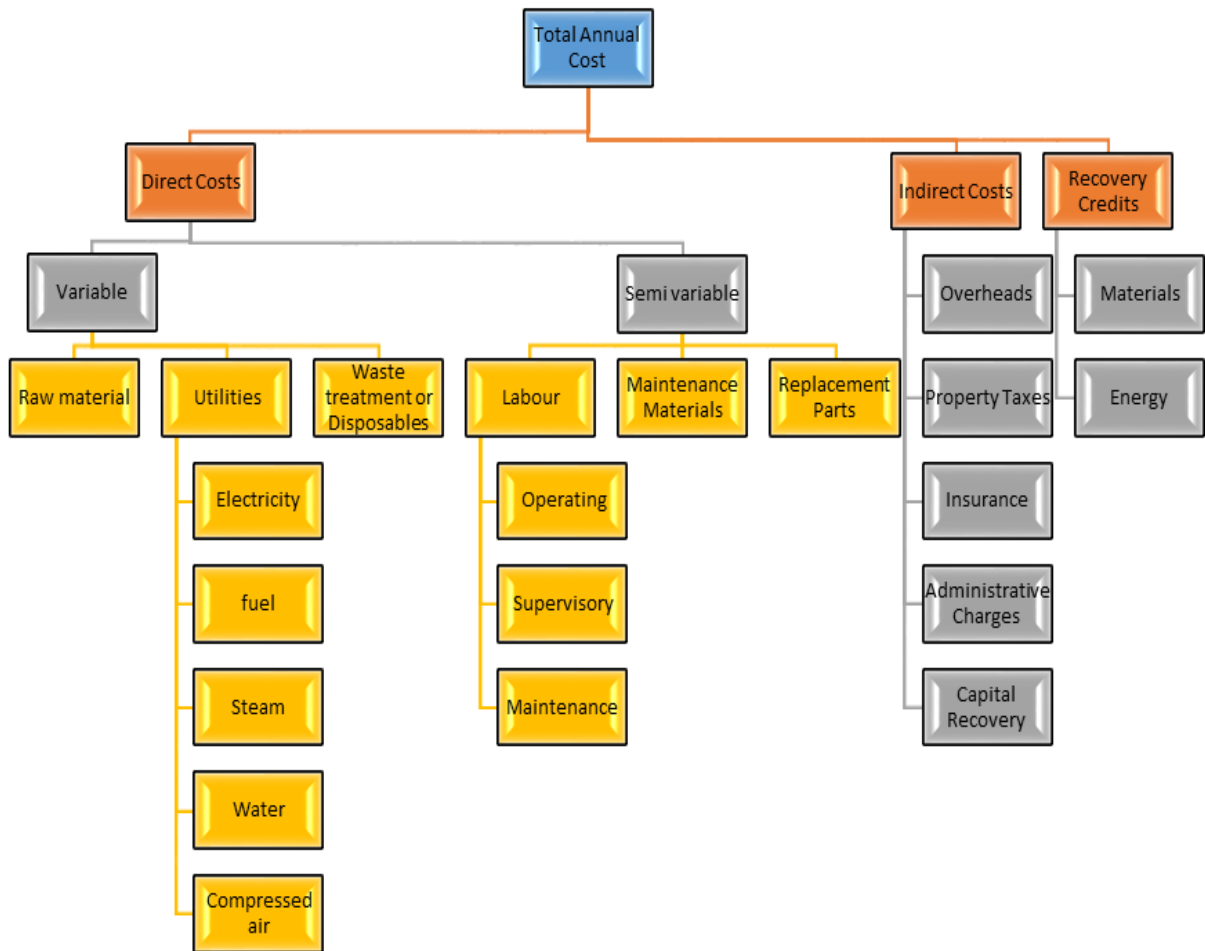 Total Annual
Cost
Direct Costs
Indirect Costs
Recovery
Credits
Variable
Semi variable
Overheads
Materials
Raw material
Utilities
Waste
treatment or
Disposables
Labour
Maintenance
Materials
Replacement
Parts
Property Taxes
Energy
Electricity
Operating
Insurance
fuel
Supervisory
Administrative
Charges
Steam
Maintenance
Capital
Recovery
Water
Compressed
air